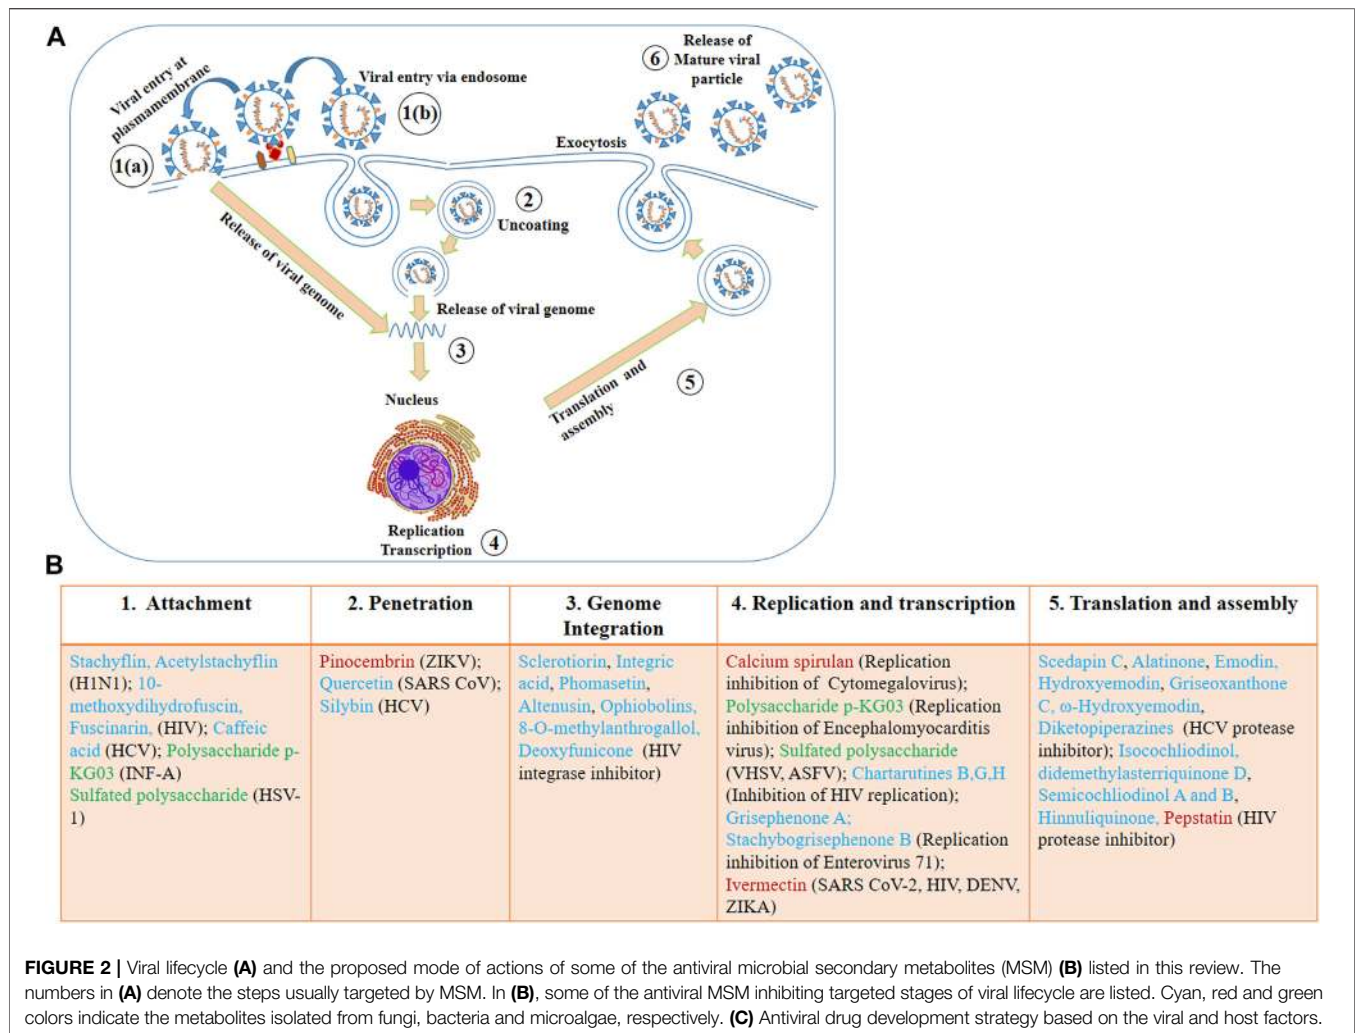 A
Viral entry at
plasmamembrane
Viral entry via endosome
1(a)
1(b)
6
Release of
Mature viral
particle
Exocytosis
2
Uncoating
Release of viral genome
Release of viral genome
3
Nucleus
Translation and
assembly
5
Replication
Transcription
4
B
1. Attachment
Stachyflin, Acetylstachyflin
(H1N1); 10-
methoxydihydrofuscin,
Fuscinarin, (HIV); Caffeic
acid (HCV); Polysaccharide p-
KG03 (INF-A)
Sulfated polysaccharide (HSV-
1)
2. Penetration
Pinocembrin (ZIKV);
Quercetin (SARS CoV);
Silybin (HCV)
3. Genome
Integration
Sclerotiorin, Integric
acid, Phomasetin,
Altenusin, Ophiobolins,
8-O-methylanthrogallol,
Deoxyfunicone (HIV
integrase inhibitor)
4. Replication and transcription
Calcium spirulan (Replication
inhibition of Cytomegalovirus);
Polysaccharide p-KG03 (Replication
inhibition of Encephalomyocarditis
virus); Sulfated polysaccharide
(VHSV, ASFV); Chartarutines B,G,H
(Inhibition of HIV replication);
Grisephenone A;
Stachybogrisephenone B (Replication
inhibition of Enterovirus 71);
Ivermectin (SARS CoV-2, HIV, DENV,
ZIKA)
5. Translation and assembly
Scedapin C, Alatinone, Emodin,
Hydroxyemodin, Griseoxanthone
C, ω-Hydroxyemodin,
Diketopiperazines (HCV protease
inhibitor); Isocochliodinol,
didemethylasterriquinone D,
Semicochliodinol A and B,
Hinnuliquinone, Pepstatin (HIV
protease inhibitor)
FIGURE 2 | Viral lifecycle (A) and the proposed mode of actions of some of the antiviral microbial secondary metabolites (MSM) (B) listed in this review. The
numbers in (A) denote the steps usually targeted by MSM. In (B), some of the antiviral MSM inhibiting targeted stages of viral lifecycle are listed. Cyan, red and green
colors indicate the metabolites isolated from fungi, bacteria and microalgae, respectively. (C) Antiviral drug development strategy based on the viral and host factors.